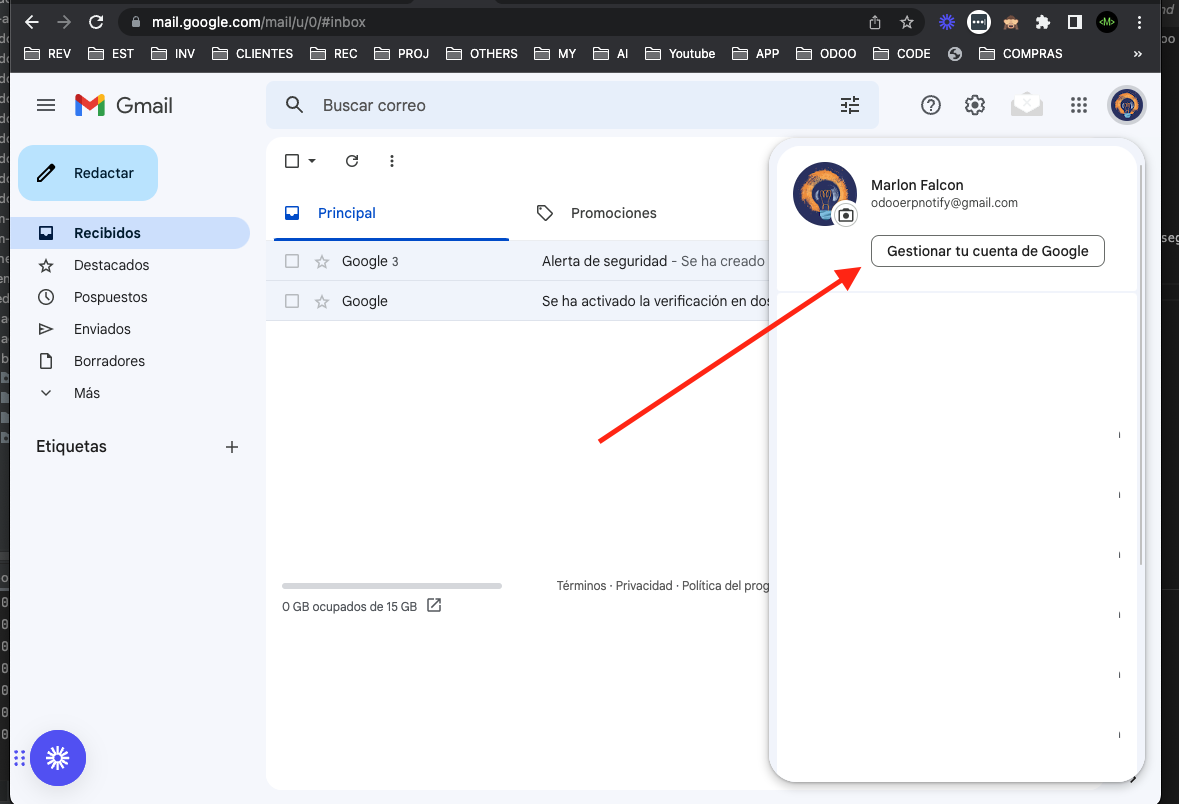 mail.google.com/mail/u/0/#inbox
REV EST INV CLIENTES REC PROJ OTHERS MY AI Youtube APP ODOO CODE COMPRAS »
Gmail
Buscar correo
Redactar
Recibidos
Destacados
Pospuestos
Enviados
Borradores
Más
Etiquetas
Principal
Promociones
Google 3 Alerta de seguridad - Se ha creado
Google Se ha activado la verificación en dos
0 GB ocupados de 15 GB
Términos · Privacidad · Política del prog
Marlon Falcon
odooerpnotify@gmail.com
Gestionar tu cuenta de Google